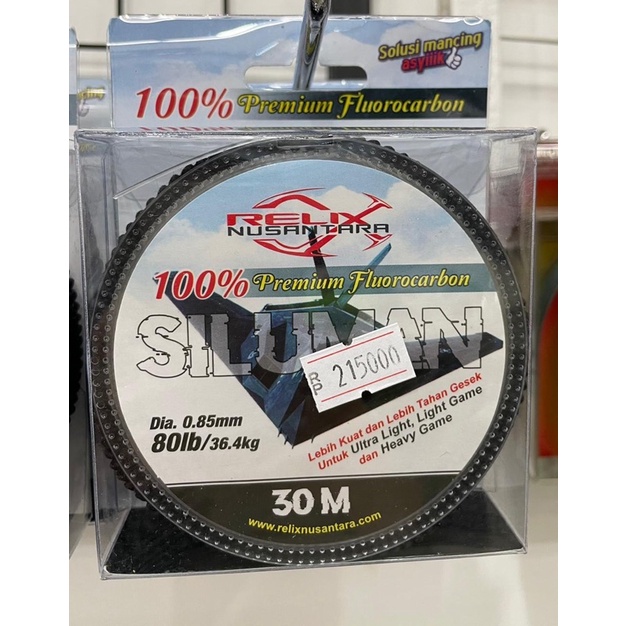 Solusi mancing
asyiiik
100% Premium Fluorocarbon
RELIX
NUSANTARA
100% Premium Fluorocarbon
SILUMAN
RP 215000
Dia. 0.85mm
80lb/36.4kg
Lebih Kuat dan Lebih Tahan Gesek
Untuk Ultra Light, Light Game
dan Heavy Game
30 M
www.relixnusantara.com